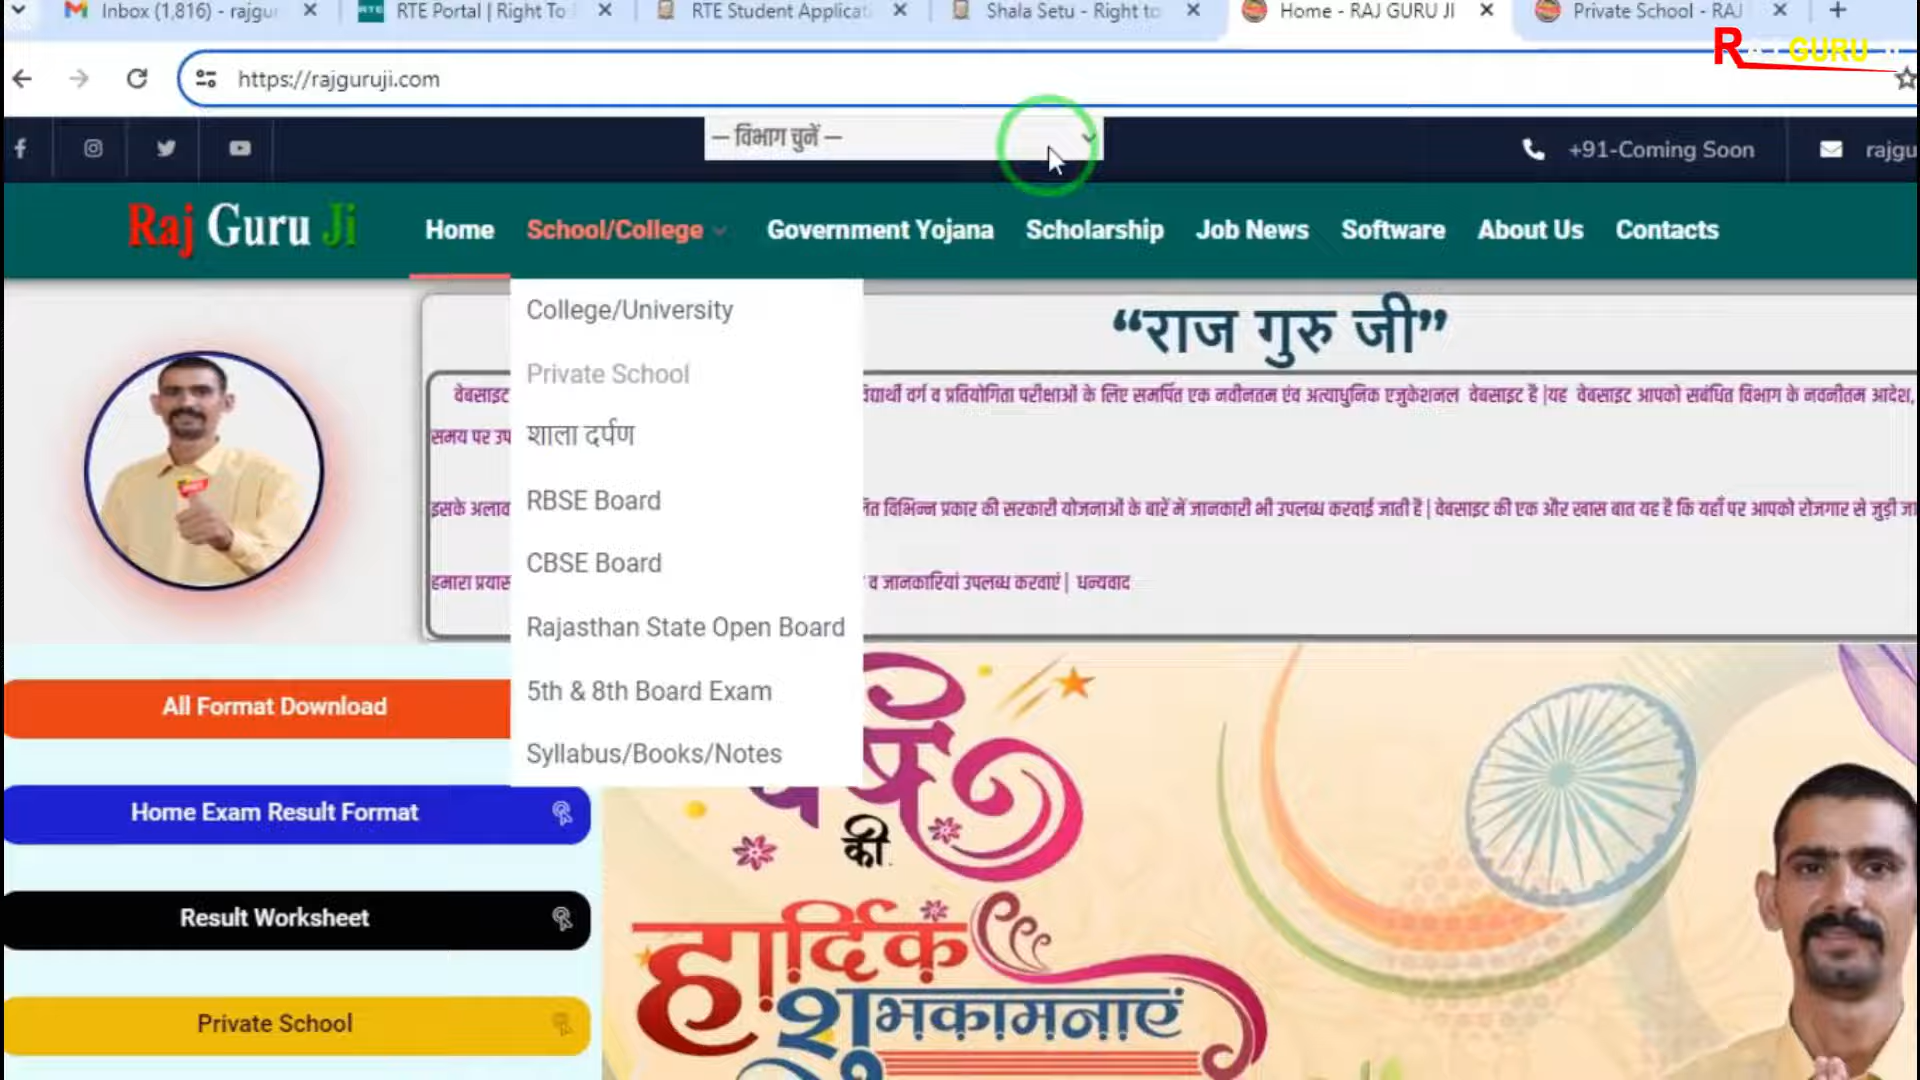 Inbox (1,816) - rajgur
RTE Portal | Right To
RTE Student Applicat
Shala Setu - Right to
Home - RAJ GURU JI
Private School - RAJ
GURU
https://rajguruji.com
— विभाग चुनें —
+91-Coming Soon
rajgu
Raj Guru Ji
Home
School/College
Government Yojana
Scholarship
Job News
Software
About Us
Contacts
College/University
Private School
शाला दर्पण
RBSE Board
CBSE Board
Rajasthan State Open Board
5th & 8th Board Exam
Syllabus/Books/Notes
“राज गुरु जी”
वेबसाइट द्यार्थी वर्ग व प्रतियोगिता परीक्षाओं के लिए समर्पित एक नवीनतम एंव अत्याधुनिक एजुकेशनल वेबसाइट है |यह वेबसाइट आपको सबंधित विभाग के नवनीतम आदेश,
समय पर उप
इसके अलाव त विभिन्न प्रकार की सरकारी योजनाओं के बारें में जानकारी भी उपलब्ध करवाई जाती है | वेबसाइट की एक और खास बात यह है कि यहाँ पर आपको रोजगार से जुड़ी जा
हमारा प्रयास व जानकारियां उपलब्ध करवाएं | धन्यवाद
All Format Download
Home Exam Result Format
Result Worksheet
Private School
की
हार्दिक
शुभकामनाएं